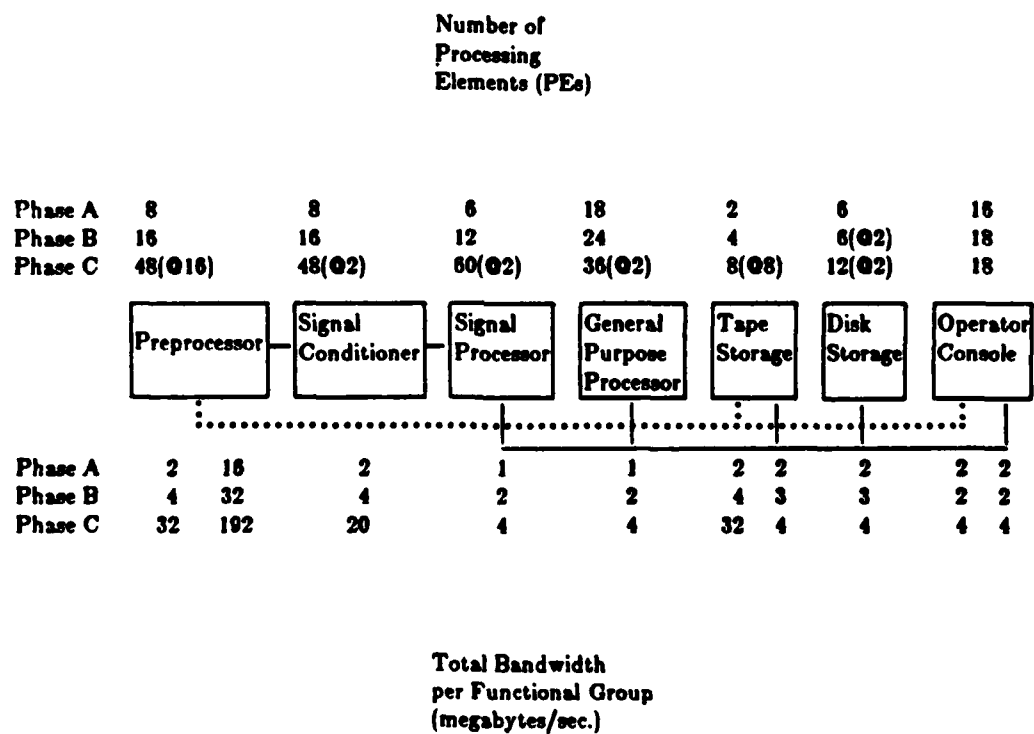 Number of
Processing
Elements (PEs)
Phase A 8 8 6 18 2 6 16
Phase B 16 16 12 24 4 6(@2) 18
Phase C 48(@16) 48(@2) 60(@2) 36(@2) 8(@8) 12(@2) 18
Preprocessor
Signal
Conditioner
Signal
Processor
General
Purpose
Processor
Tape
Storage
Disk
Storage
Operator
Console
Phase A 2 16 2 1 1 2 2 2 2 2
Phase B 4 32 4 2 2 4 3 3 2 2
Phase C 32 192 20 4 4 32 4 4 4 4
Total Bandwidth
per Functional Group
(megabytes/sec.)